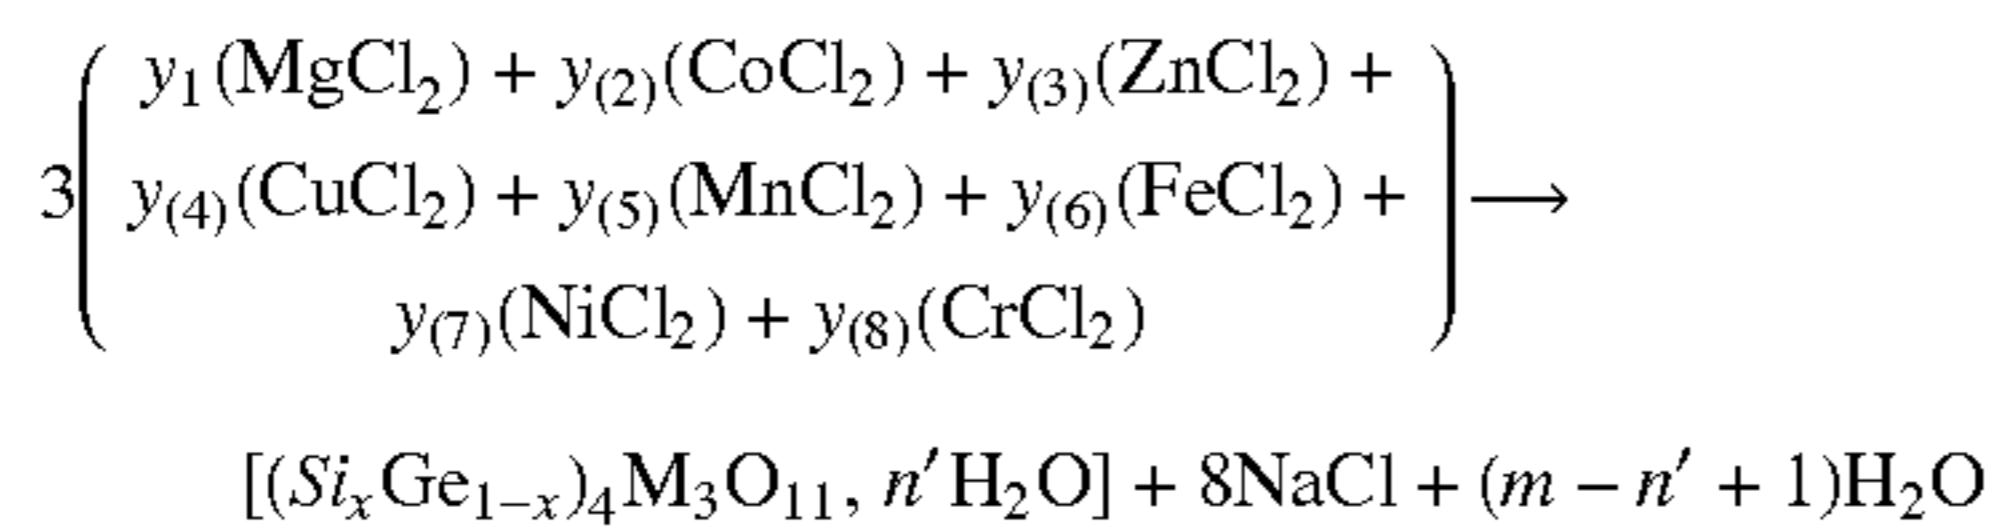 y₁(MgCl₂) + y₍₂₎(CoCl₂) + y₍₃₎(ZnCl₂) +
3( y₍₄₎(CuCl₂) + y₍₅₎(MnCl₂) + y₍₆₎(FeCl₂) + ) ⟶
y₍₇₎(NiCl₂) + y₍₈₎(CrCl₂)
[(SiₓGe₁₋ₓ)₄M₃O₁₁, n′H₂O] + 8NaCl + (m − n′ + 1)H₂O